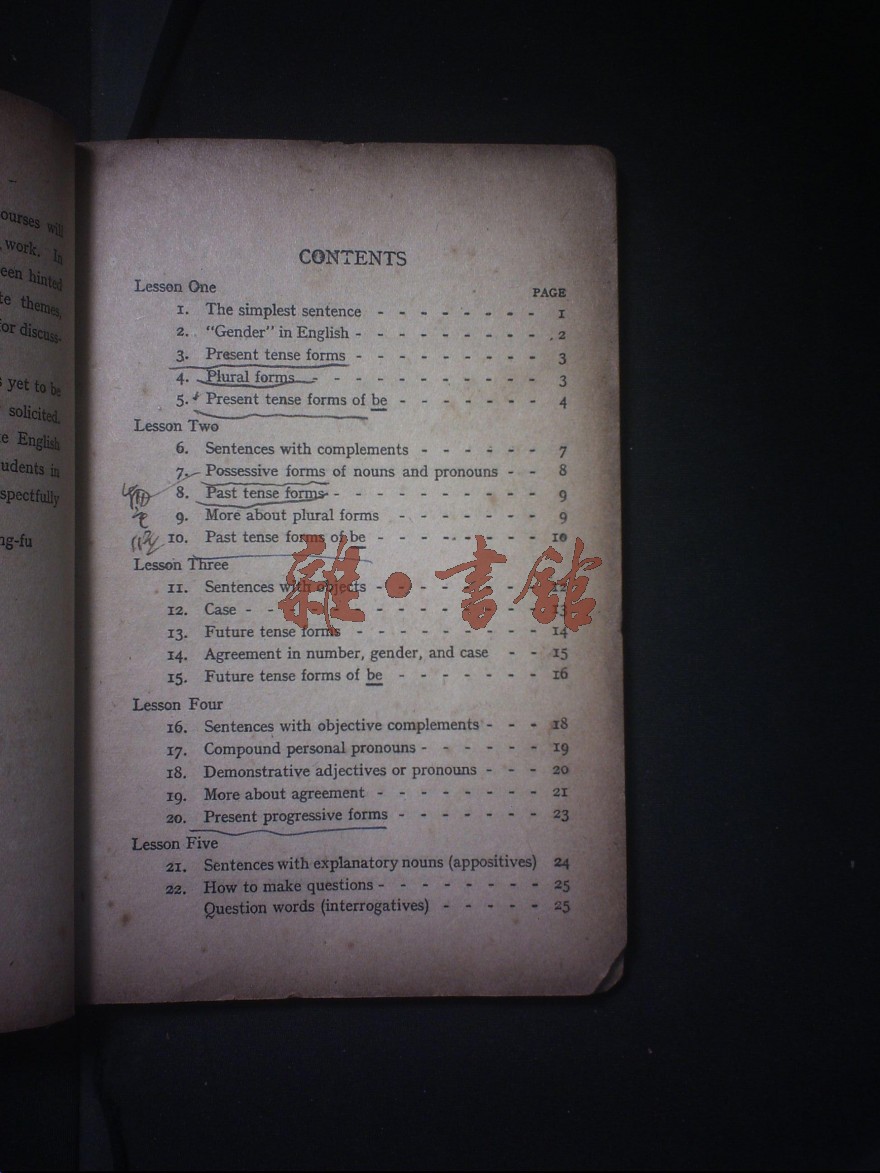 ourses will
work. In
een hinted
te themes,
for discuss-
yet to be
solicited.
e English
udents in
spectfully
ng-fu
CONTENTS
Lesson One
PAGE
1. The simplest sentence - - - - - - - - 1
2. "Gender" in English - - - - - - - - - 2
3. Present tense forms - - - - - - - - - 3
4. Plural forms - - - - - - - - - - - 3
5. Present tense forms of be - - - - - - - 4
Lesson Two
6. Sentences with complements - - - - - - 7
7. Possessive forms of nouns and pronouns - - 8
8. Past tense forms - - - - - - - - - - 9
9. More about plural forms - - - - - - - 9
10. Past tense forms of be - - - - - - - - 10
Lesson Three
11. Sentences with objects - - - - - - - - 12
12. Case - - - - - - - - - - - - - - 13
13. Future tense forms - - - - - - - - - 14
14. Agreement in number, gender, and case - - 15
15. Future tense forms of be - - - - - - - 16
雜·書館
Lesson Four
16. Sentences with objective complements - - - 18
17. Compound personal pronouns - - - - - - 19
18. Demonstrative adjectives or pronouns - - - 20
19. More about agreement - - - - - - - - 21
20. Present progressive forms - - - - - - - 23
Lesson Five
21. Sentences with explanatory nouns (appositives) 24
22. How to make questions - - - - - - - - 25
Question words (interrogatives) - - - - - 25